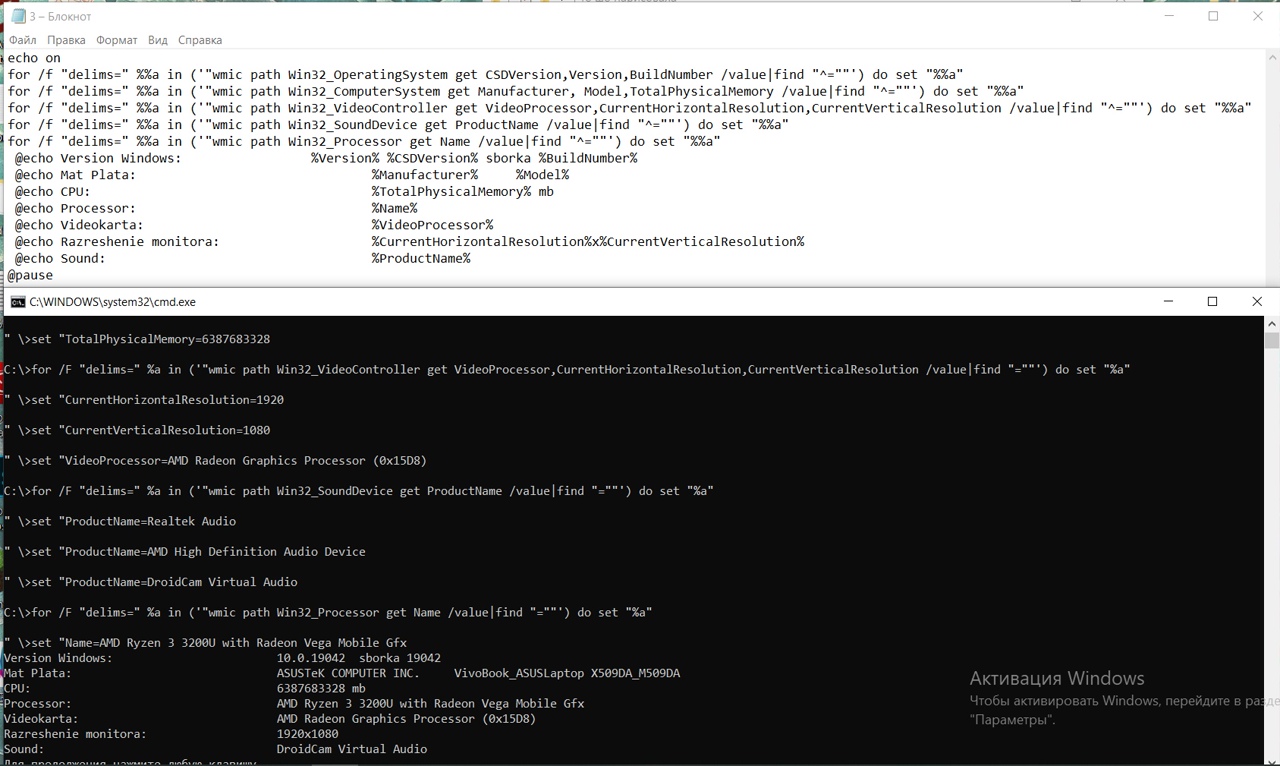 3 – Блокнот
Файл Правка Формат Вид Справка
echo on
for /f "delims=" %%a in ('"wmic path Win32_OperatingSystem get CSDVersion,Version,BuildNumber /value|find "^=""') do set "%%a"
for /f "delims=" %%a in ('"wmic path Win32_ComputerSystem get Manufacturer, Model,TotalPhysicalMemory /value|find "^=""') do set "%%a"
for /f "delims=" %%a in ('"wmic path Win32_VideoController get VideoProcessor,CurrentHorizontalResolution,CurrentVerticalResolution /value|find "^=""') do set "%%a"
for /f "delims=" %%a in ('"wmic path Win32_SoundDevice get ProductName /value|find "^=""') do set "%%a"
for /f "delims=" %%a in ('"wmic path Win32_Processor get Name /value|find "^=""') do set "%%a"
@echo Version Windows: %Version% %CSDVersion% sborka %BuildNumber%
@echo Mat Plata: %Manufacturer% %Model%
@echo CPU: %TotalPhysicalMemory% mb
@echo Processor: %Name%
@echo Videokarta: %VideoProcessor%
@echo Razreshenie monitora: %CurrentHorizontalResolution%x%CurrentVerticalResolution%
@echo Sound: %ProductName%
@pause
C:\WINDOWS\system32\cmd.exe
" \>set "TotalPhysicalMemory=6387683328
C:\>for /F "delims=" %a in ('"wmic path Win32_VideoController get VideoProcessor,CurrentHorizontalResolution,CurrentVerticalResolution /value|find "=""') do set "%a"
" \>set "CurrentHorizontalResolution=1920
" \>set "CurrentVerticalResolution=1080
" \>set "VideoProcessor=AMD Radeon Graphics Processor (0x15D8)
C:\>for /F "delims=" %a in ('"wmic path Win32_SoundDevice get ProductName /value|find "=""') do set "%a"
" \>set "ProductName=Realtek Audio
" \>set "ProductName=AMD High Definition Audio Device
" \>set "ProductName=DroidCam Virtual Audio
C:\>for /F "delims=" %a in ('"wmic path Win32_Processor get Name /value|find "=""') do set "%a"
" \>set "Name=AMD Ryzen 3 3200U with Radeon Vega Mobile Gfx
Version Windows: 10.0.19042 sborka 19042
Mat Plata: ASUSTeK COMPUTER INC. VivoBook_ASUSLaptop X509DA_M509DA
CPU: 6387683328 mb
Processor: AMD Ryzen 3 3200U with Radeon Vega Mobile Gfx
Videokarta: AMD Radeon Graphics Processor (0x15D8)
Razreshenie monitora: 1920x1080
Sound: DroidCam Virtual Audio
Для продолжения нажмите любую клавишу
Активация Windows
Чтобы активировать Windows, перейдите в разде
"Параметры".